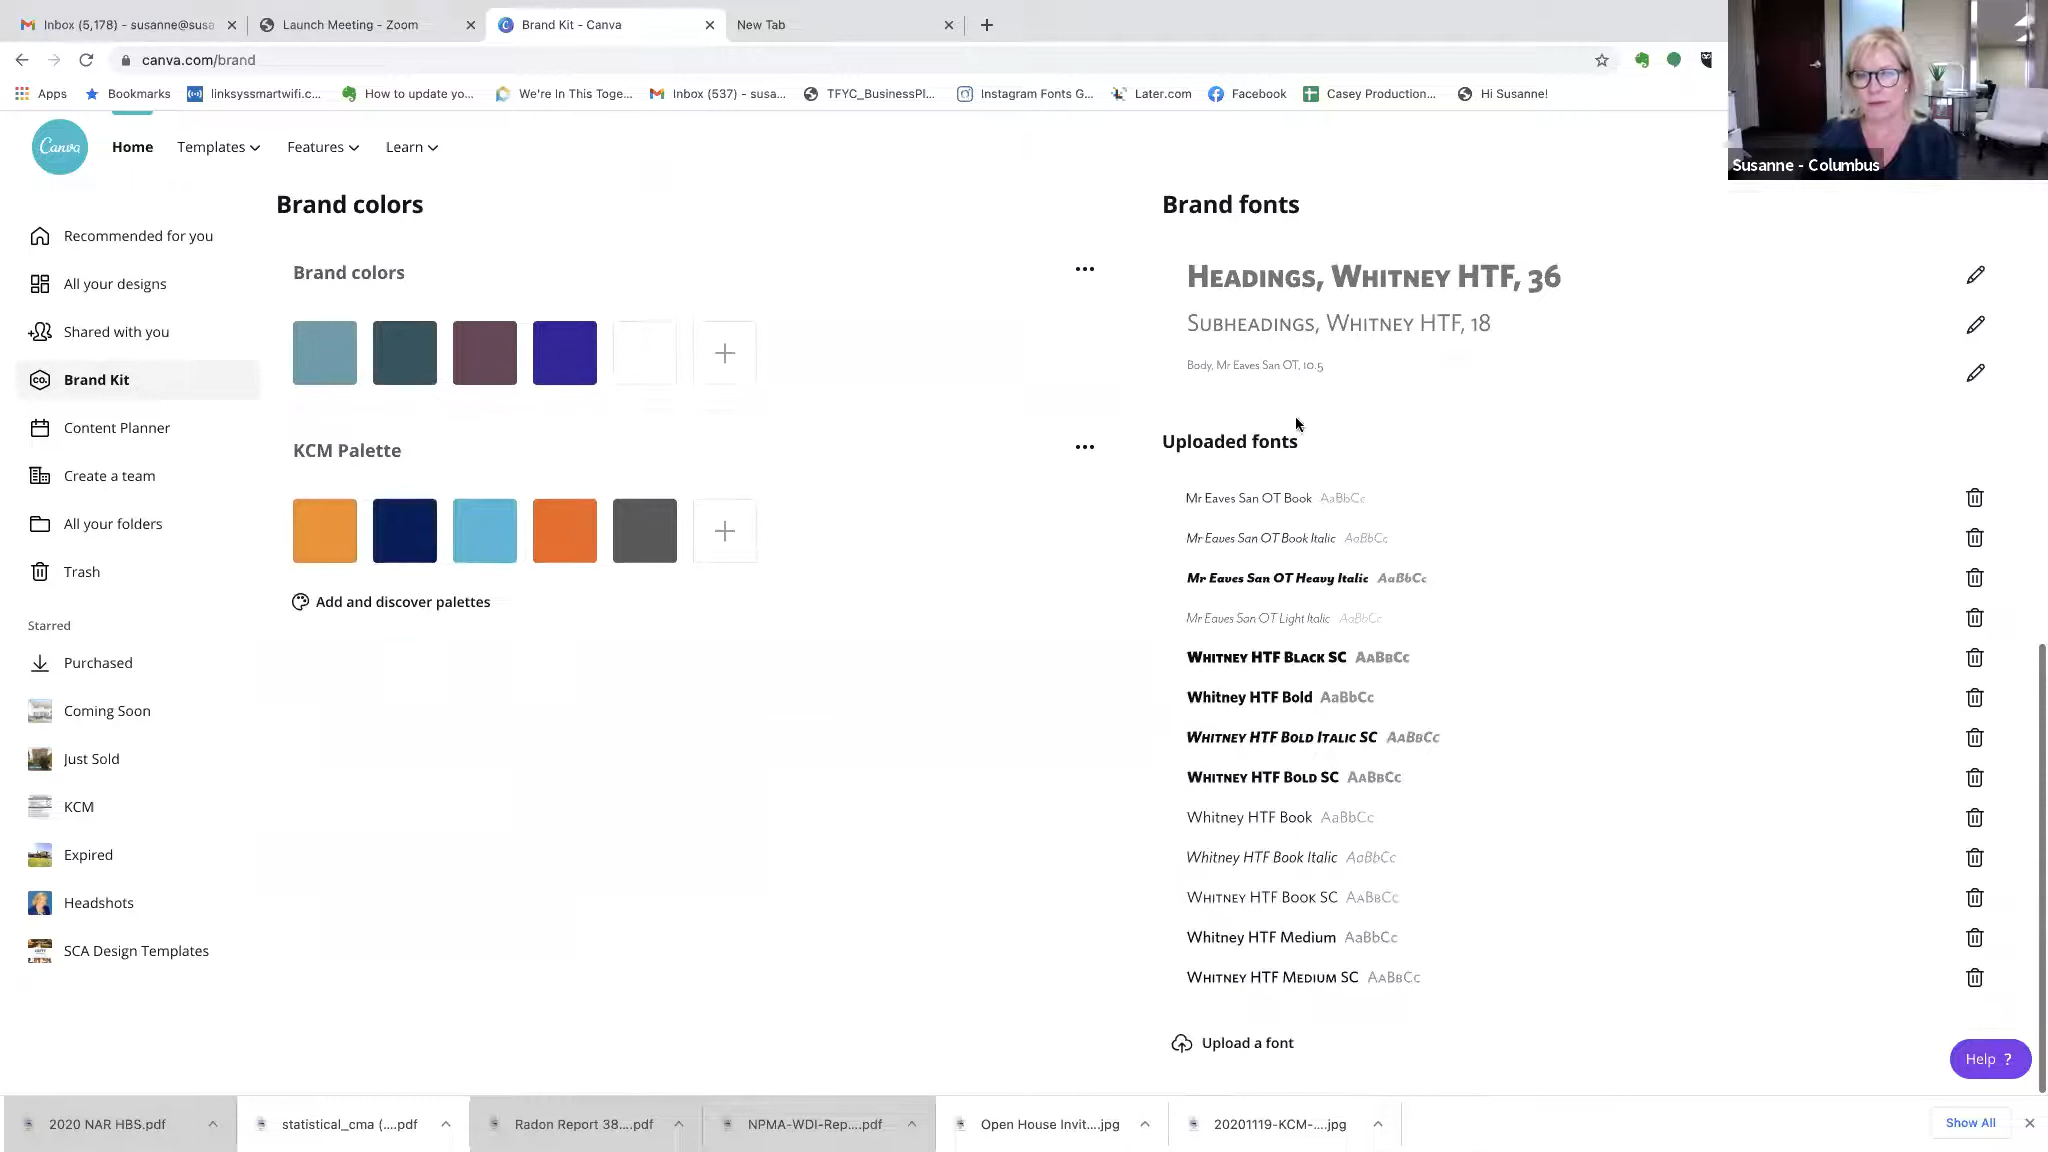 Inbox (5,178) - susanne@susa
Launch Meeting - Zoom
Brand Kit - Canva
New Tab
canva.com/brand
Apps
Bookmarks
linksyssmartwifi.c...
How to update yo...
We're In This Toge...
Inbox (537) - susa...
TFYC_BusinessPl...
Instagram Fonts G...
Later.com
Facebook
Casey Production...
Hi Susanne!
Susanne - Columbus
Canva
Home
Templates
Features
Learn
Recommended for you
All your designs
Shared with you
CO.
Brand Kit
Content Planner
Create a team
All your folders
Trash
Starred
Purchased
Coming Soon
Just Sold
KCM
Expired
Headshots
SCA Design Templates
Brand colors
Brand colors
KCM Palette
Add and discover palettes
Brand fonts
Headings, Whitney HTF, 36
Subheadings, Whitney HTF, 18
Body, Mr Eaves San OT, 10.5
Uploaded fonts
Mr Eaves San OT Book AaBbCc
Mr Eaves San OT Book Italic AaBbCc
Mr Eaves San OT Heavy Italic AaBbCc
Mr Eaves San OT Light Italic AaBbCc
Whitney HTF Black SC AaBbCc
Whitney HTF Bold AaBbCc
Whitney HTF Bold Italic SC AaBbCc
Whitney HTF Bold SC AaBbCc
Whitney HTF Book AaBbCc
Whitney HTF Book Italic AaBbCc
Whitney HTF Book SC AaBbCc
Whitney HTF Medium AaBbCc
Whitney HTF Medium SC AaBbCc
Upload a font
Help ?
2020 NAR HBS.pdf
statistical_cma (....pdf
Radon Report 38....pdf
NPMA-WDI-Rep....pdf
Open House Invit....jpg
20201119-KCM-....jpg
Show All